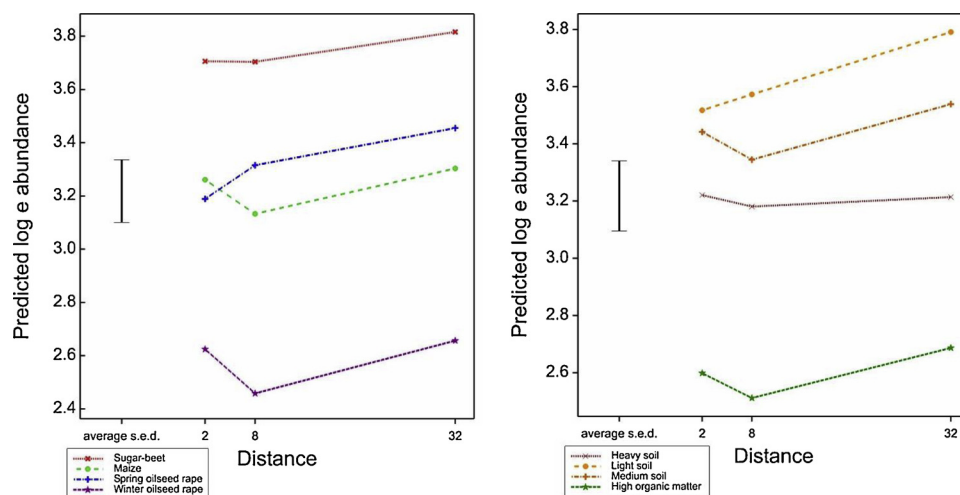 Predicted log e abundance
3.8
3.6
3.4
3.2
3.0
2.8
2.6
2.4
average s.e.d.
2
8
32
Distance
Sugar-beet
Maize
Spring oilseed rape
Winter oilseed rape
Predicted log e abundance
3.8
3.6
3.4
3.2
3.0
2.8
2.6
average s.e.d.
2
8
32
Distance
Heavy soil
Light soil
Medium soil
High organic matter